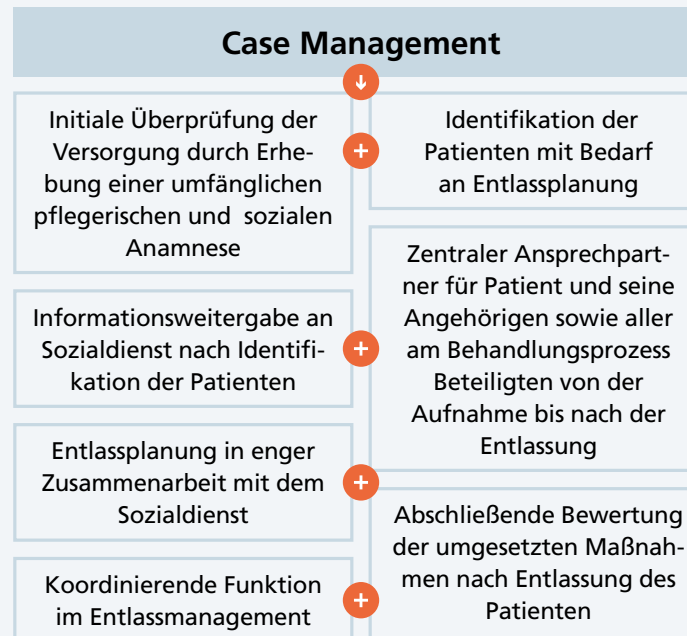 Case Management
Initiale Überprüfung der
Versorgung durch Erhe-
bung einer umfänglichen
pflegerischen und sozialen
Anamnese
Identifikation der
Patienten mit Bedarf
an Entlassplanung
Informationsweitergabe an
Sozialdienst nach Identifi-
kation der Patienten
Zentraler Ansprechpart-
ner für Patient und seine
Angehörigen sowie aller
am Behandlungsprozess
Beteiligten von der
Aufnahme bis nach der
Entlassung
Entlassplanung in enger
Zusammenarbeit mit dem
Sozialdienst
Abschließende Bewertung
der umgesetzten Maßnah-
men nach Entlassung des
Patienten
Koordinierende Funktion
im Entlassmanagement